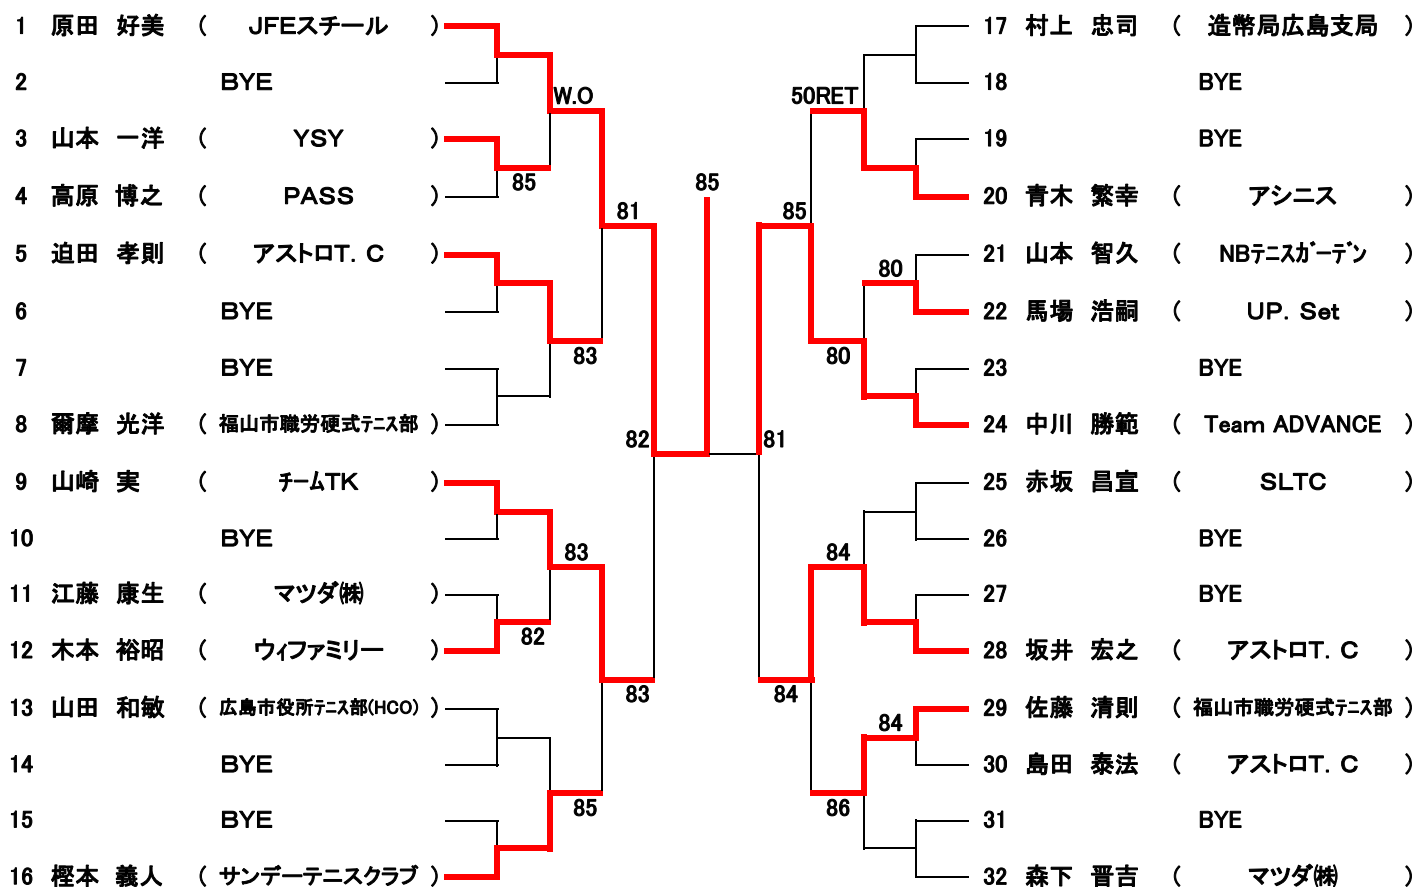 1 原田 好美 ( JFEスチール )
2 BYE
W.O
3 山本 一洋 ( YSY )
85
4 高原 博之 ( PASS )
81
5 迫田 孝則 ( アストロT. C )
6 BYE
83
7 BYE
8 爾摩 光洋 ( 福山市職労硬式テニス部 )
82
9 山崎 実 ( チームTK )
10 BYE
83
11 江藤 康生 ( マツダ㈱ )
82
12 木本 裕昭 ( ウィファミリー )
83
13 山田 和敏 ( 広島市役所テニス部(HCO) )
14 BYE
85
15 BYE
16 樫本 義人 ( サンデーテニスクラブ )
85
17 村上 忠司 ( 造幣局広島支局 )
18 BYE
50RET
19 BYE
20 青木 繁幸 ( アシニス )
85
21 山本 智久 ( NBテニスガーデン )
80
22 馬場 浩嗣 ( UP. Set )
80
23 BYE
24 中川 勝範 ( Team ADVANCE )
81
25 赤坂 昌宣 ( SLTC )
26 BYE
84
27 BYE
28 坂井 宏之 ( アストロT. C )
84
29 佐藤 清則 ( 福山市職労硬式テニス部 )
84
30 島田 泰法 ( アストロT. C )
86
31 BYE
32 森下 晋吉 ( マツダ㈱ )